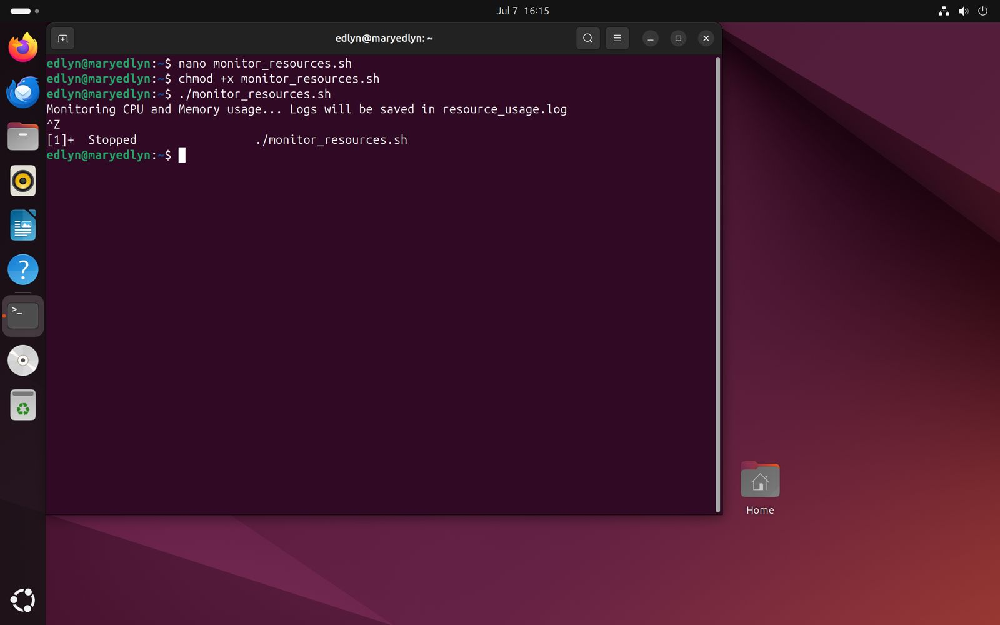 Jul 7 16:15
edlyn@maryedlyn: ~
edlyn@maryedlyn:~$ nano monitor_resources.sh
edlyn@maryedlyn:~$ chmod +x monitor_resources.sh
edlyn@maryedlyn:~$ ./monitor_resources.sh
Monitoring CPU and Memory usage... Logs will be saved in resource_usage.log
^Z
[1]+  Stopped                 ./monitor_resources.sh
edlyn@maryedlyn:~$
Home